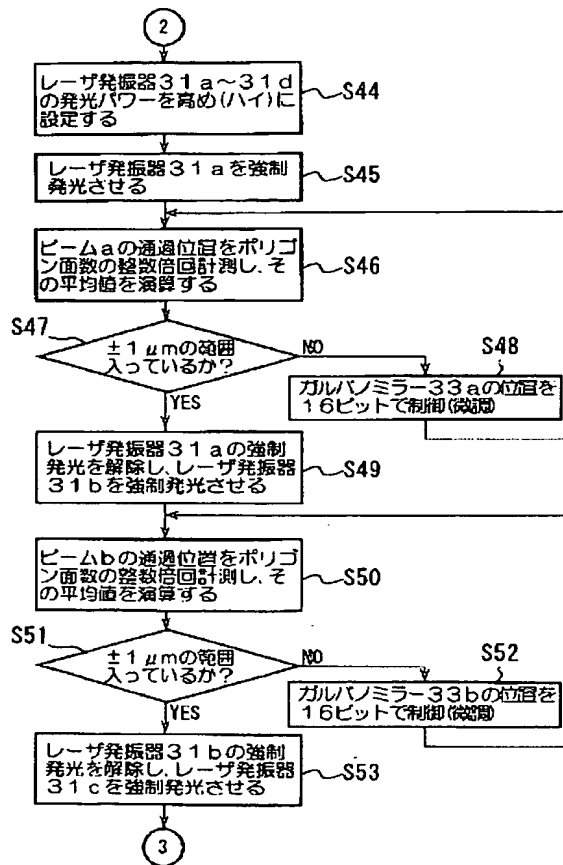 2
レーザ発振器31a～31d
の発光パワーを高め(ハイ)に
設定する
S44
レーザ発振器31aを強制
発光させる
S45
ビームaの通過位置をポリゴ
ン面数の整数倍回計測し、そ
の平均値を演算する
S46
S47
±1μmの範囲
入っているか?
NO
YES
S48
ガルバノミラー33aの位置を
16ビットで制御(微調)
レーザ発振器31aの強制
発光を解除し、レーザ発振器
31bを強制発光させる
S49
ビームbの通過位置をポリゴ
ン面数の整数倍回計測し、そ
の平均値を演算する
S50
S51
±1μmの範囲
入っているか?
NO
YES
S52
ガルバノミラー33bの位置を
16ビットで制御(微調)
レーザ発振器31bの強制
発光を解除し、レーザ発振器
31cを強制発光させる
S53
3